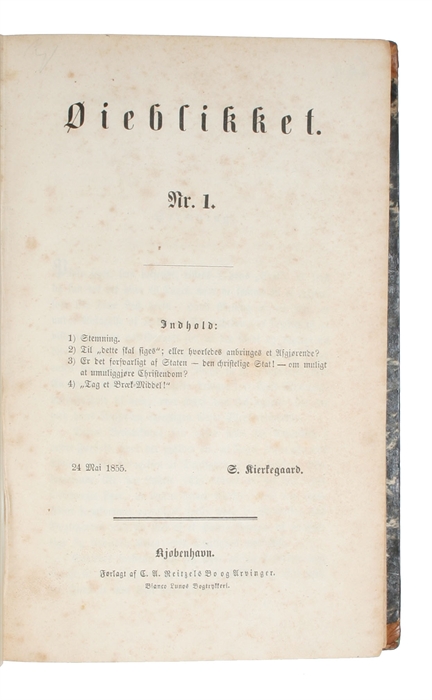 Øieblikket.
Nr. 1.
Indhold:
1) Stemning.
2) Til „dette skal siges“; eller hvorledes anbringes et Afgjørende?
3) Er det forsvarligt af Staten — den christelige Stat! — om muligt
at umuliggjøre Christendom?
4) „Tag et Bræk-Middel!“
24 Mai 1855.
S. Kierkegaard.
Kjøbenhavn.
Forlagt af C. A. Reitzels Bo og Arvinger.
Bianco Lunos Bogtrykkeri.